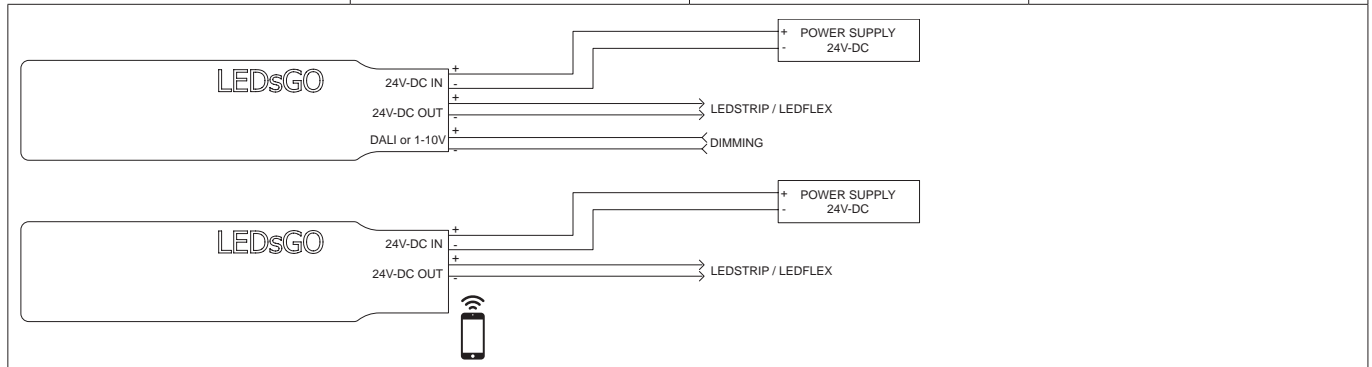 + POWER SUPPLY
- 24V-DC
LEDsGO
24V-DC IN
+
-
24V-DC OUT
+
-
LEDSTRIP / LEDFLEX
DALI or 1-10V
+
-
DIMMING
+ POWER SUPPLY
- 24V-DC
LEDsGO
24V-DC IN
+
-
24V-DC OUT
+
-
LEDSTRIP / LEDFLEX